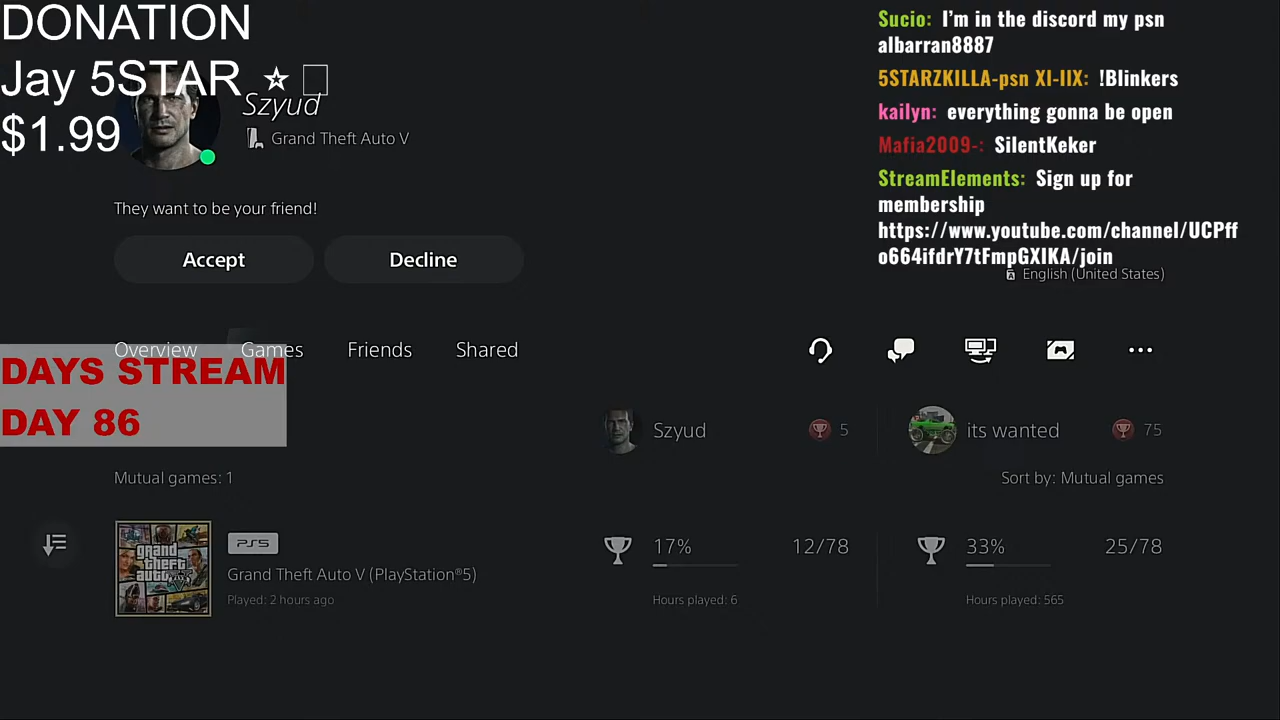 DONATION
Jay 5STAR ☆
$1.99
Szyud
Grand Theft Auto V
They want to be your friend!
Accept
Decline
Sucio: I'm in the discord my psn
albarran8887
5STARZKILLA-psn XI-IIX: !Blinkers
kailyn: everything gonna be open
Mafia2009-: SilentKeker
StreamElements: Sign up for
membership
https://www.youtube.com/channel/UCPff
o664ifdrY7tFmpGXIKA/join
English (United States)
Overview
Games
Friends
Shared
DAYS STREAM
DAY 86
Szyud
5
its wanted
75
Mutual games: 1
Sort by: Mutual games
grand theft auto V
PS5
Grand Theft Auto V (PlayStation®5)
Played: 2 hours ago
17%
12/78
Hours played: 6
33%
25/78
Hours played: 565